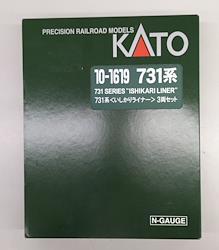 PRECISION RAILROAD MODELS
KATO
10-1619 731系
731 SERIES "ISHIKARI LINER"
731系<いしかりライナー> 3両セット
N-GAUGE